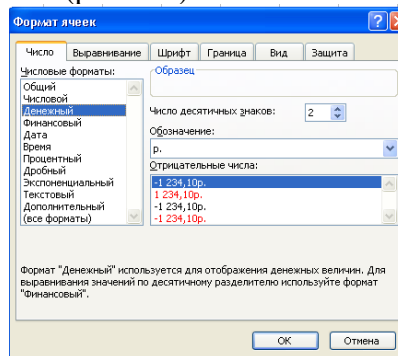 Формат ячеек
Число Выравнивание Шрифт Граница Вид Защита
Числовые форматы:
Общий
Числовой
Денежный
Финансовый
Дата
Время
Процентный
Дробный
Экспоненциальный
Текстовый
Дополнительный
(все форматы)
Образец
Число десятичных знаков: 2
Обозначение:
р.
Отрицательные числа:
-1 234,10р.
1 234,10р.
-1 234,10р.
-1 234,10р.
Формат "Денежный" используется для отображения денежных величин. Для
выравнивания значений по десятичному разделителю используйте формат
"Финансовый".
ОК Отмена